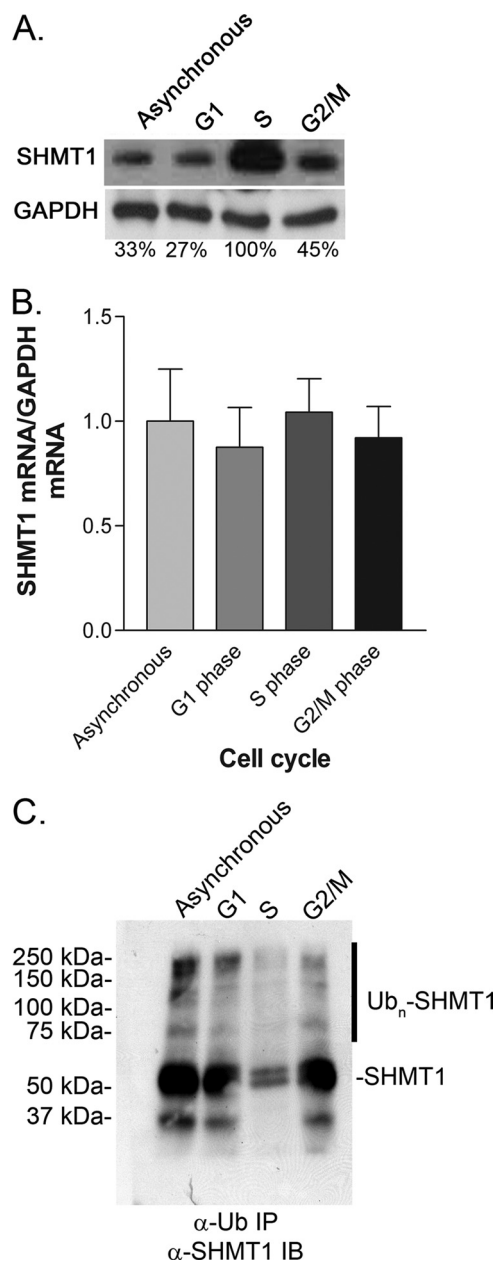 A.
Asynchronous G1 S G2/M
SHMT1
GAPDH
33% 27% 100% 45%
B.
SHMT1 mRNA/GAPDH
mRNA
1.5
1.0
0.5
0.0
Asynchronous
G1 phase
S phase
G2/M phase
Cell cycle
C.
Asynchronous G1 S G2/M
250 kDa-
150 kDa-
100 kDa-
75 kDa-
50 kDa-
37 kDa-
Ubn-SHMT1
-SHMT1
α-Ub IP
α-SHMT1 IB